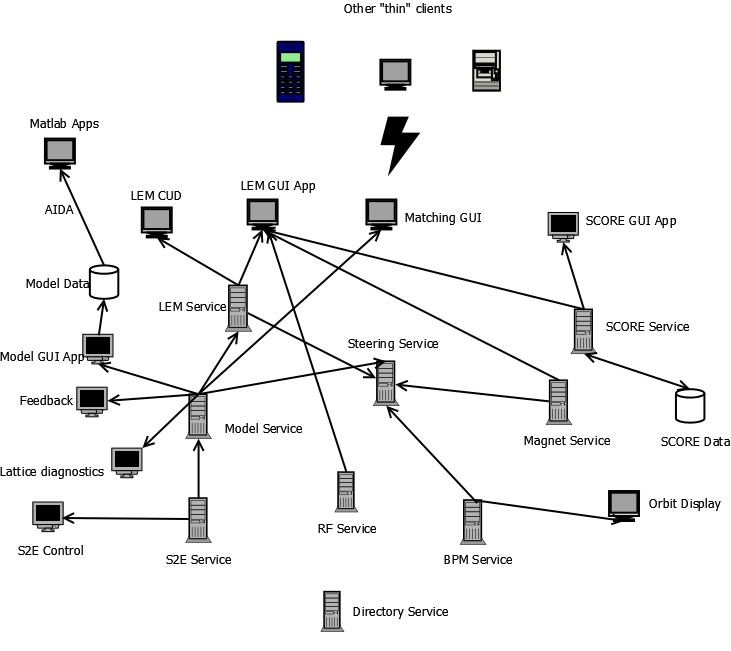 Other "thin" clients
Matlab Apps
LEM GUI App
LEM CUD
AIDA
Matching GUI
SCORE GUI App
Model Data
LEM Service
SCORE Service
Steering Service
Model GUI App
Feedback
Model Service
Magnet Service
SCORE Data
Lattice diagnostics
Orbit Display
RF Service
S2E Control
S2E Service
BPM Service
Directory Service